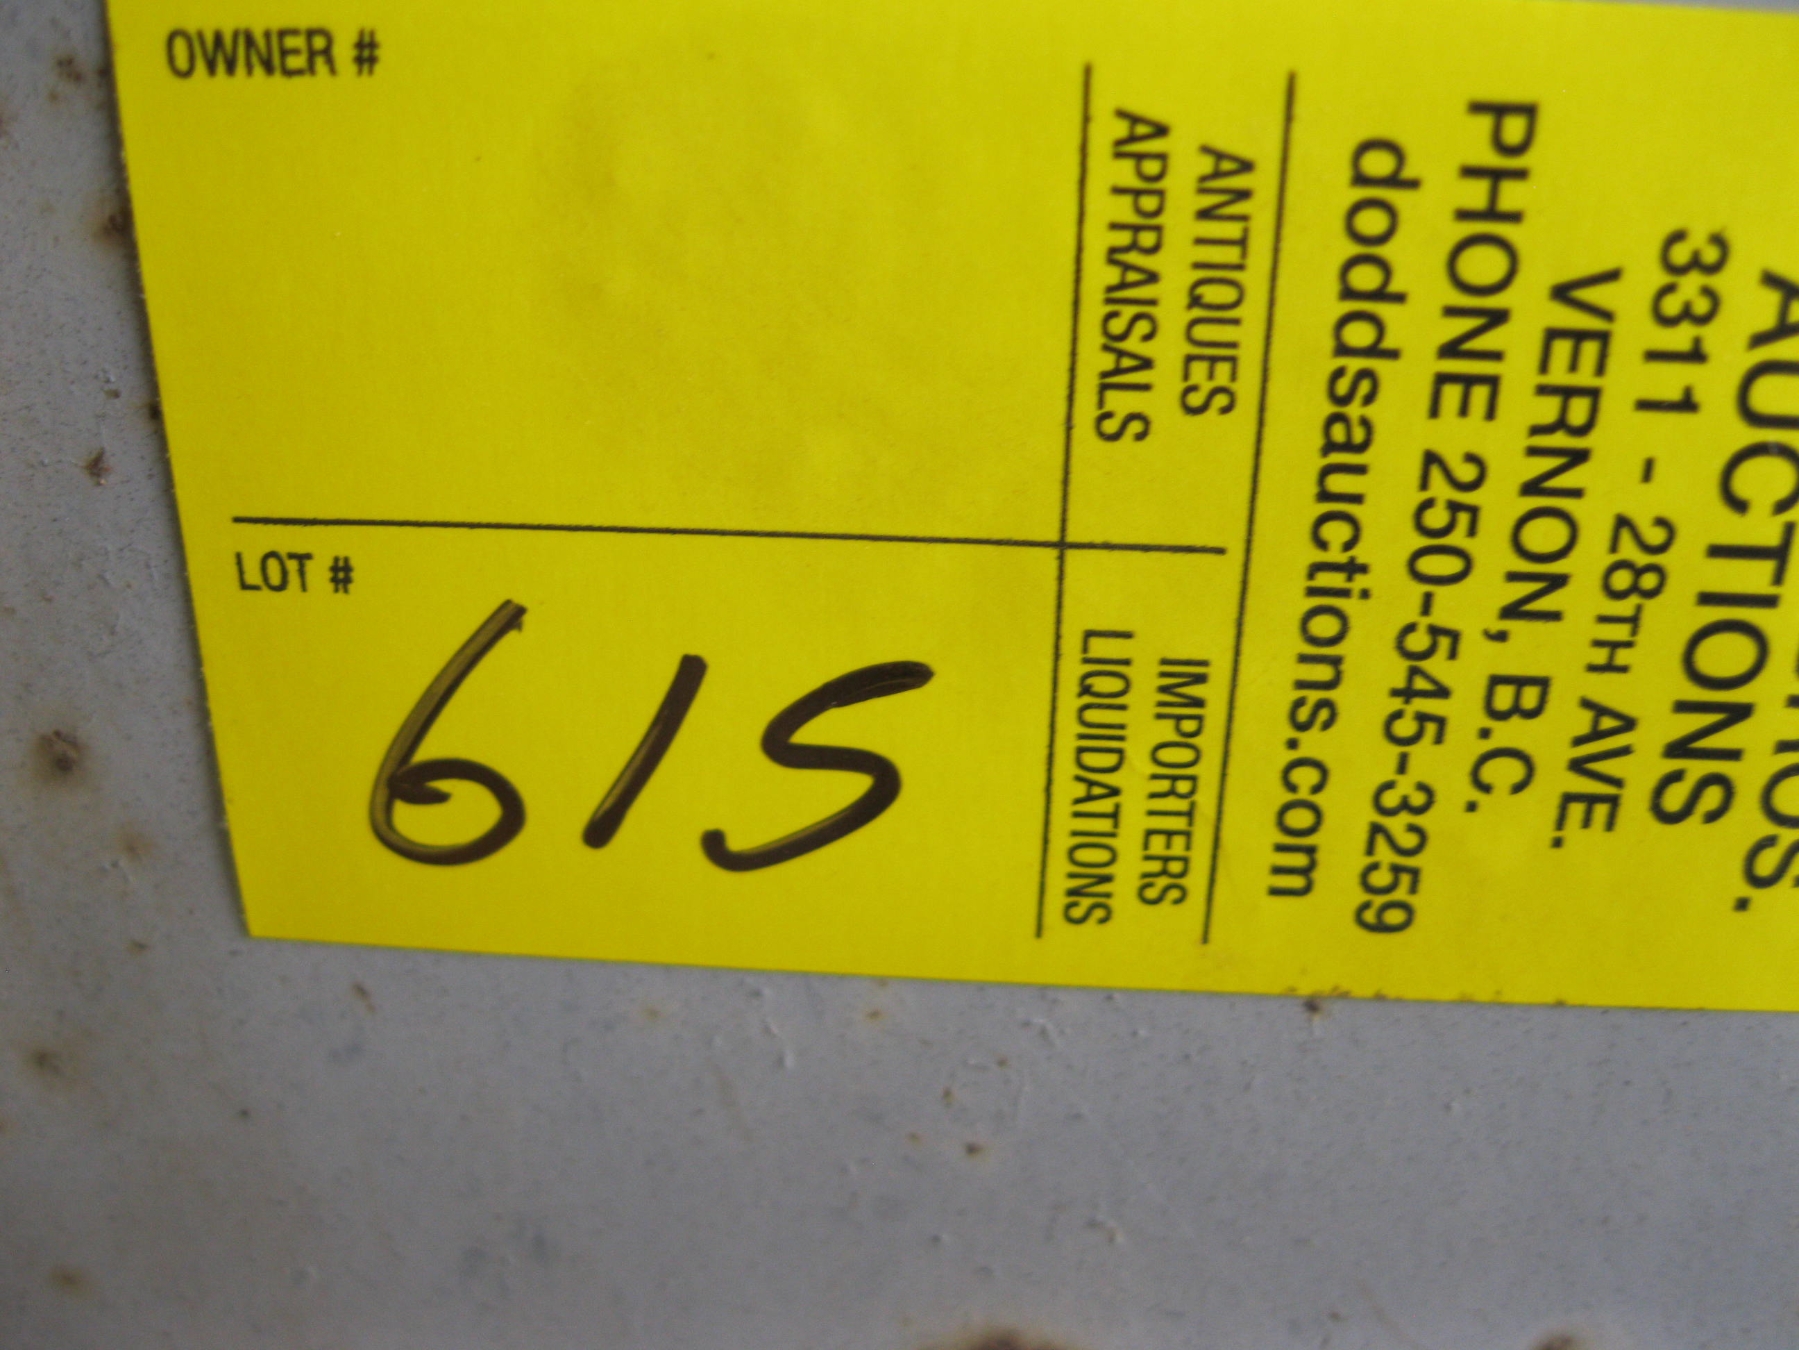 OWNER #
LOT #
615
AUCTIONS
3311 - 28TH AVE.
VERNON, B.C.
PHONE 250-545-3259
doddsauctions.com
ANTIQUES
APPRAISALS
IMPORTERS
LIQUIDATIONS